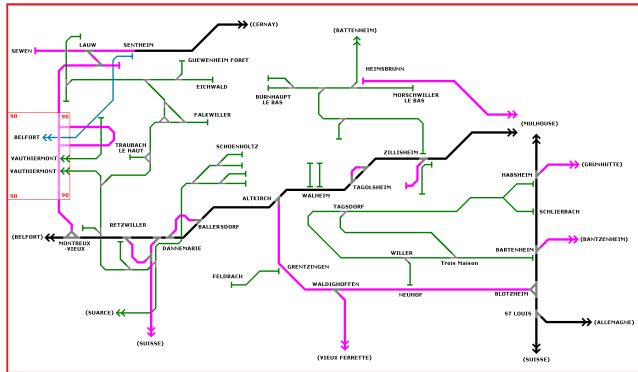 (CERNAY)
(BATTENHEIM)
LAUW
SENTHEIM
SEWEN
GUEWENHEIM FORET
HEINSBRUNN
EICHWALD
BURNHAUPT
LE BAS
MORSCHWILLER
LE BAS
90
90
FALKWILLER
(MULHOUSE)
BELFORT
TRAUBACH
LE HAUT
SCHOENHOLTZ
ZILLISHEIM
VAUTHIERMONT
VAUTHIERMONT
(GRUNHUTTE)
HABSHEIM
TAGOLSHEIM
90
90
WALHEIM
ALTKIRCH
TAGSDORF
SCHLIERBACH
RETZWILLER
BALLERSDORF
(BELFORT)
MONTREUX
-VIEUX
DANNEMARIE
(BANTZENHEIM)
BARTENHEIM
WILLER
Trois Maison
GRENTZINGEN
FELDBACH
WALDIGHOFFEN
NEUHOF
BLOTZHEIM
(SUARCE)
ST LOUIS
(ALLEMAGNE)
(SUISSE)
(VIEUX FERRETTE)
(SUISSE)